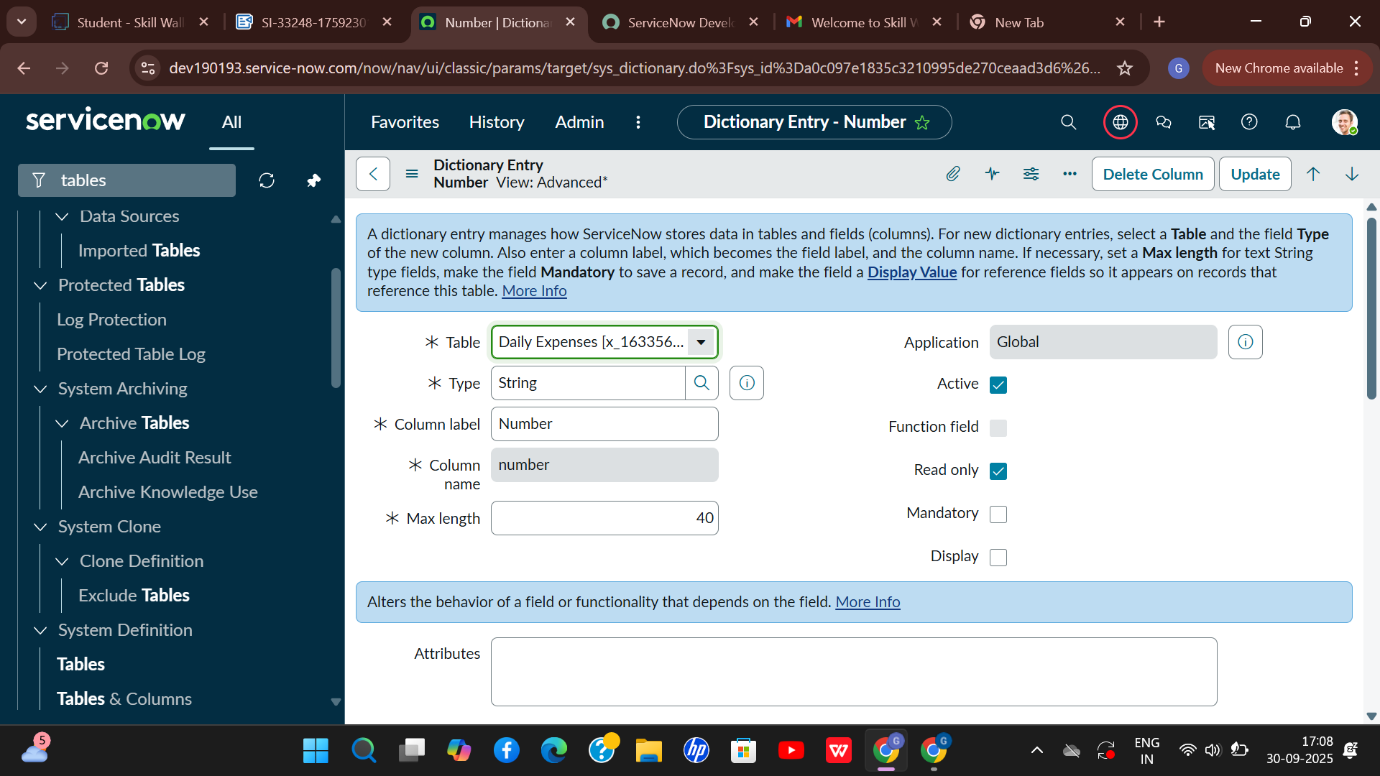 Student - Skill Wall
SI-33248-1759230
Number | Dictiona
ServiceNow Devel
Welcome to Skill W
New Tab
dev190193.service-now.com/now/nav/ui/classic/params/target/sys_dictionary.do%3Fsys_id%3Da0c097e1835c3210995de270ceaad3d6%26...
G
New Chrome available
servicenow
All
Favorites
History
Admin
Dictionary Entry - Number
tables
Data Sources
Imported Tables
Protected Tables
Log Protection
Protected Table Log
System Archiving
Archive Tables
Archive Audit Result
Archive Knowledge Use
System Clone
Clone Definition
Exclude Tables
System Definition
Tables
Tables & Columns
Dictionary Entry
Number View: Advanced*
Delete Column
Update
A dictionary entry manages how ServiceNow stores data in tables and fields (columns). For new dictionary entries, select a Table and the field Type
of the new column. Also enter a column label, which becomes the field label, and the column name. If necessary, set a Max length for text String
type fields, make the field Mandatory to save a record, and make the field a Display Value for reference fields so it appears on records that
reference this table. More Info
Table
Daily Expenses [x_163356...
Type
String
Column label
Number
Column
name
number
Max length
40
Application
Global
Active
Function field
Read only
Mandatory
Display
Alters the behavior of a field or functionality that depends on the field. More Info
Attributes
5
ENG
IN
17:08
30-09-2025